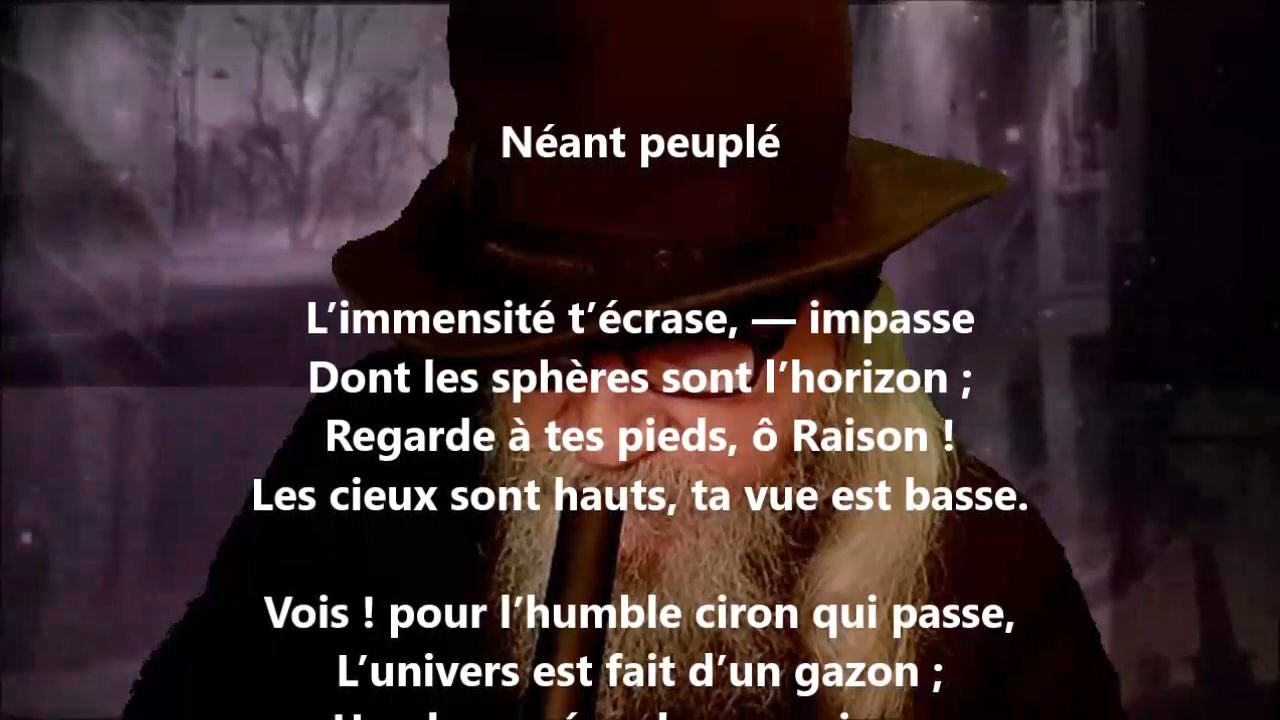 Néant peuplé
L’immensité t’écrase, — impasse
Dont les sphères sont l’horizon ;
Regarde à tes pieds, ô Raison !
Les cieux sont hauts, ta vue est basse.
Vois ! pour l’humble ciron qui passe,
L’univers est fait d’un gazon ;